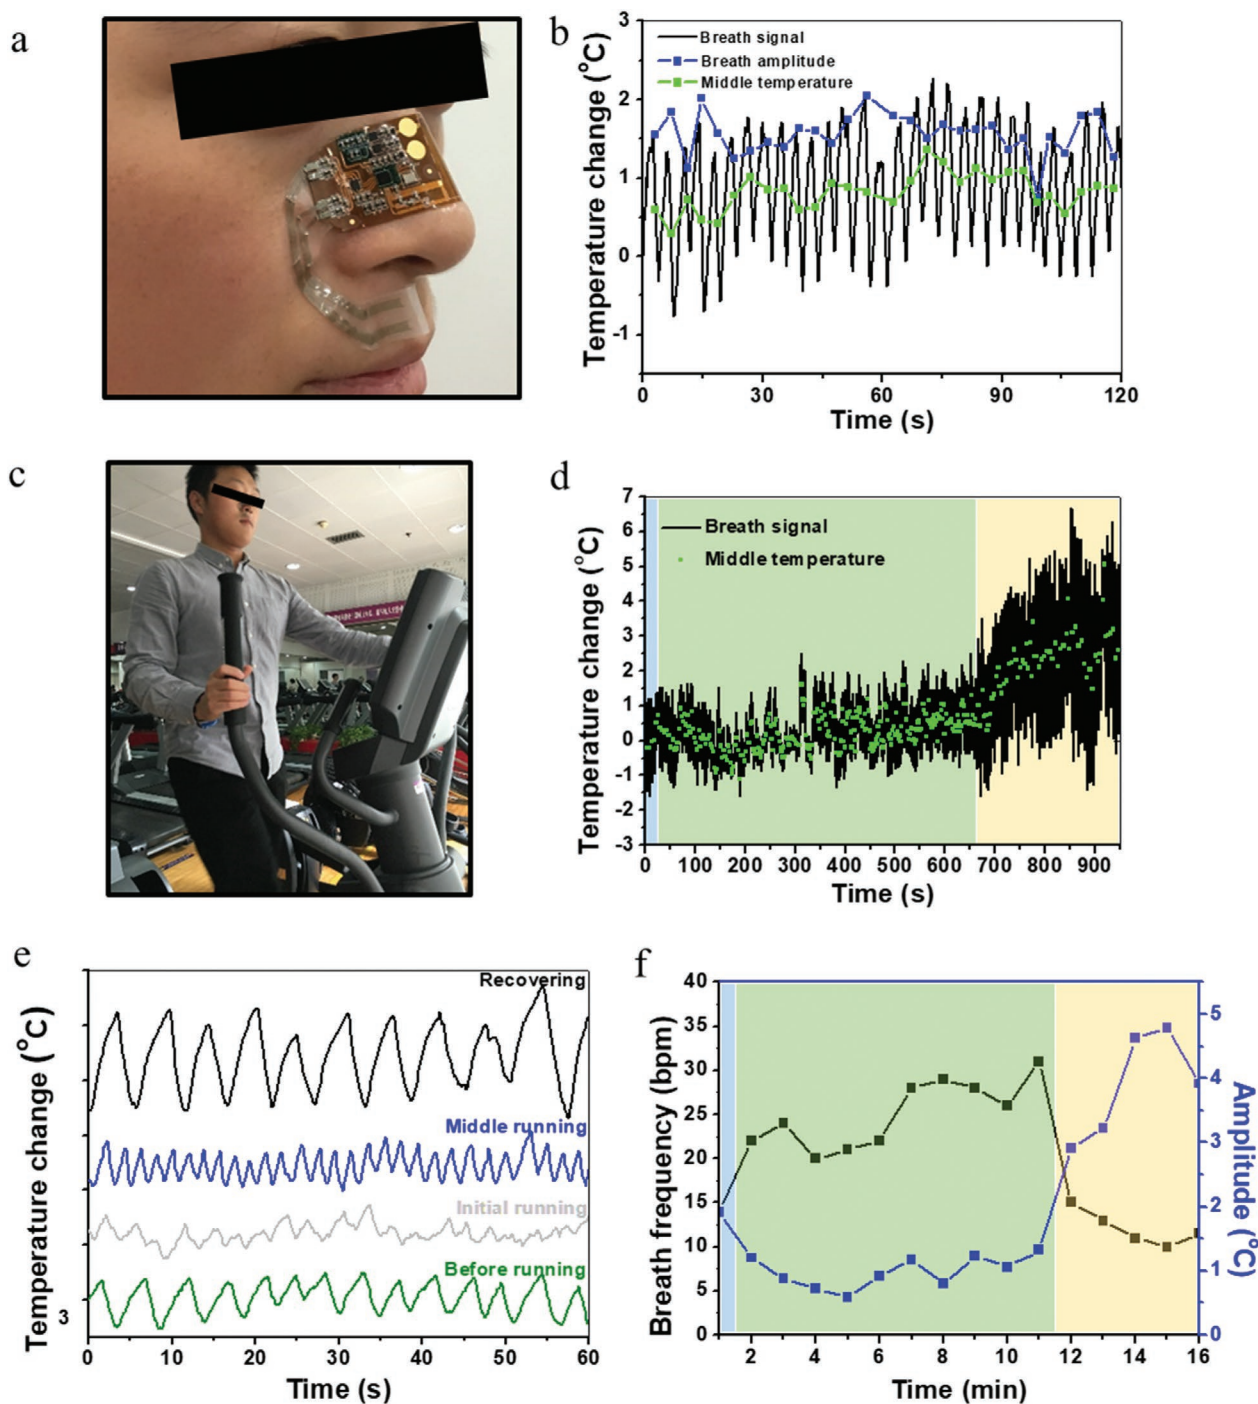 a
b
Temperature change (°C)
3
2
1
0
-1
Breath signal
Breath amplitude
Middle temperature
0
30
60
90
120
Time (s)
c
d
Temperature change (°C)
7
6
5
4
3
2
1
0
-1
-2
-3
Breath signal
Middle temperature
0 100 200 300 400 500 600 700 800 900
Time (s)
e
Temperature change (°C)
3
Recovering
Middle running
Initial running
Before running
0 10 20 30 40 50 60
Time (s)
f
Breath frequency (bpm)
40
35
30
25
20
15
10
5
0
2 4 6 8 10 12 14 16
Time (min)
5
4
3
2
1
0
Amplitude (°C)